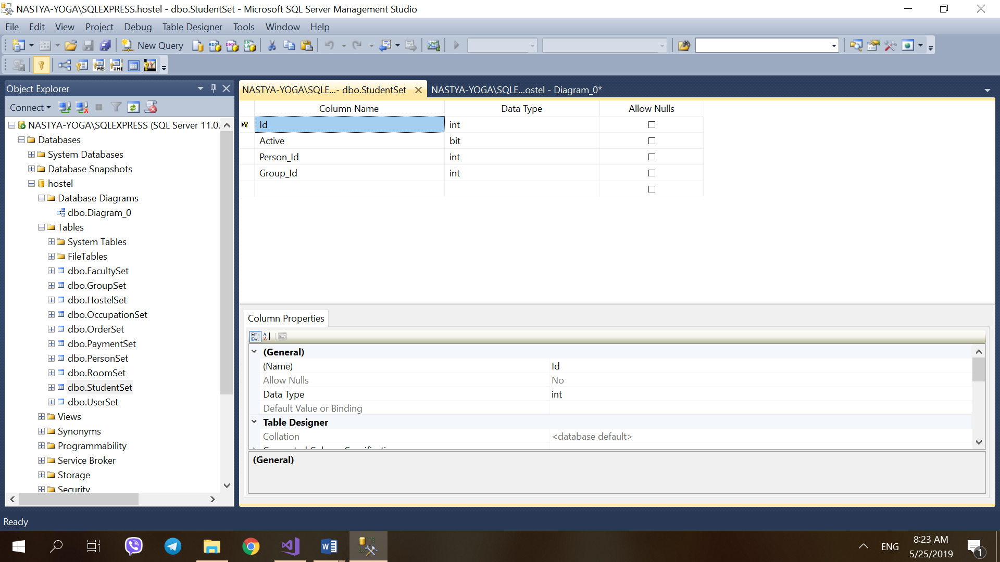 NASTYA-YOGA\SQLEXPRESS.hostel - dbo.StudentSet - Microsoft SQL Server Management Studio
File Edit View Project Debug Table Designer Tools Window Help
New Query
Object Explorer
Connect
NASTYA-YOGA\SQLEXPRESS (SQL Server 11.0.
Databases
System Databases
Database Snapshots
hostel
Database Diagrams
dbo.Diagram_0
Tables
System Tables
FileTables
dbo.FacultySet
dbo.GroupSet
dbo.HostelSet
dbo.OccupationSet
dbo.OrderSet
dbo.PaymentSet
dbo.PersonSet
dbo.RoomSet
dbo.StudentSet
dbo.UserSet
Views
Synonyms
Programmability
Service Broker
Storage
Security
NASTYA-YOGA\SQLE...- dbo.StudentSet
NASTYA-YOGA\SQLE...ostel - Diagram_0*
Column Name Data Type Allow Nulls
Id int
Active bit
Person_Id int
Group_Id int
Column Properties
(General)
(Name) Id
Allow Nulls No
Data Type int
Default Value or Binding
Table Designer
Collation <database default>
(General)
Ready
ENG
8:23 AM
5/25/2019
1